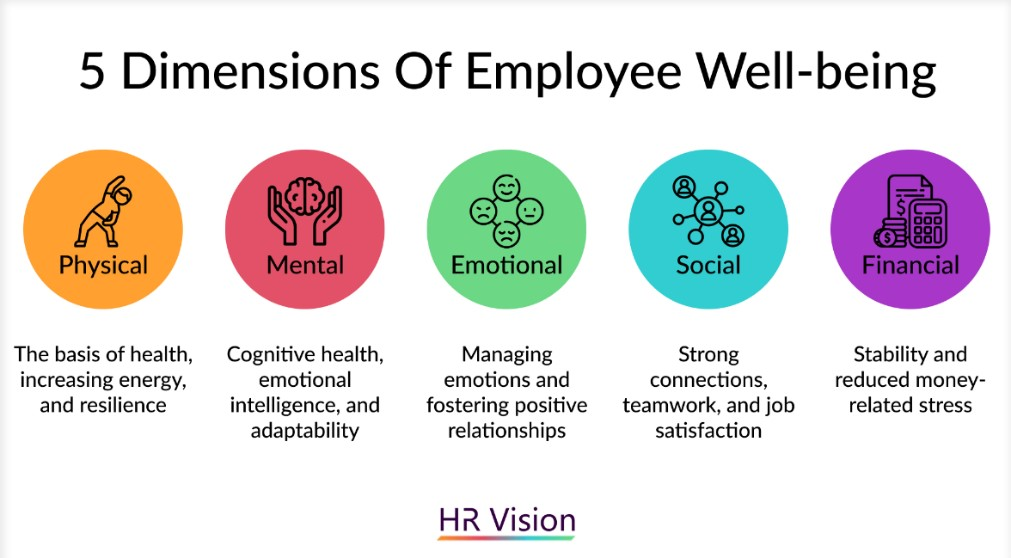 5 Dimensions Of Employee Well-being
Physical
The basis of health,
increasing energy,
and resilience
Mental
Cognitive health,
emotional
intelligence, and
adaptability
Emotional
Managing
emotions and
fostering positive
relationships
Social
Strong
connections,
teamwork, and job
satisfaction
Financial
Stability and
reduced money-
related stress
HR Vision